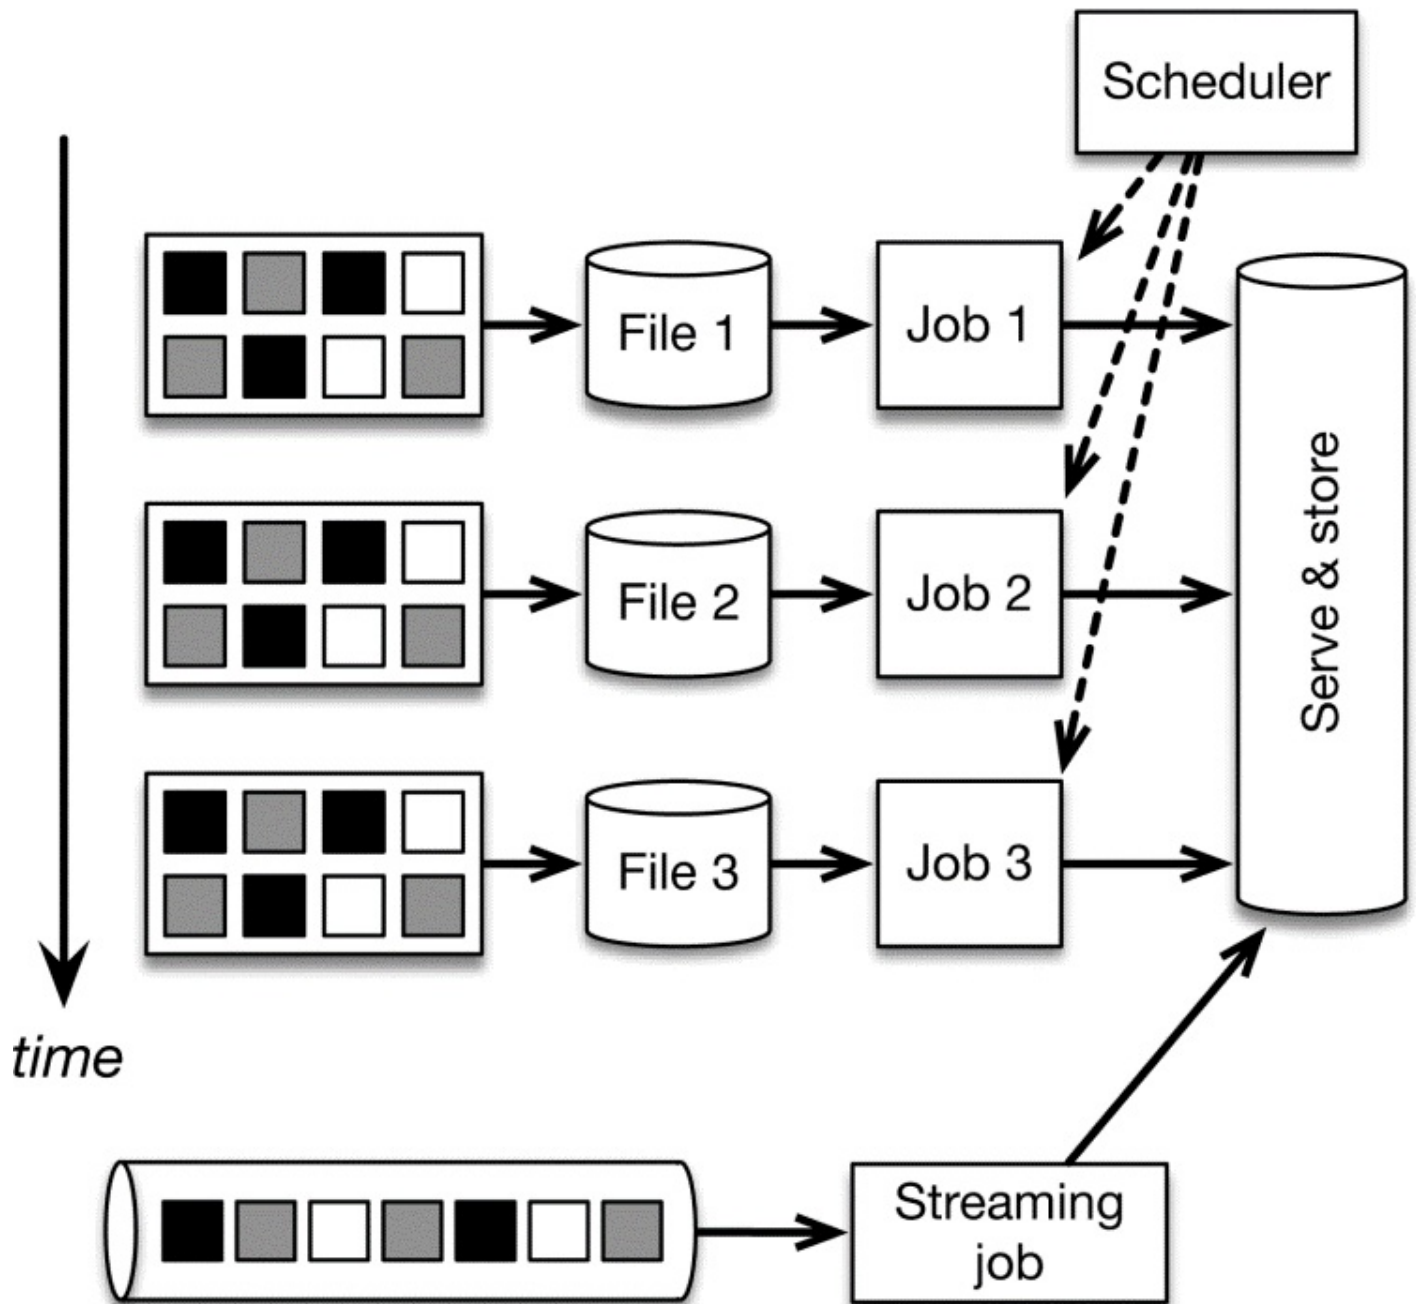 Scheduler
File 1
Job 1
File 2
Job 2
Serve & store
File 3
Job 3
time
Streaming
job